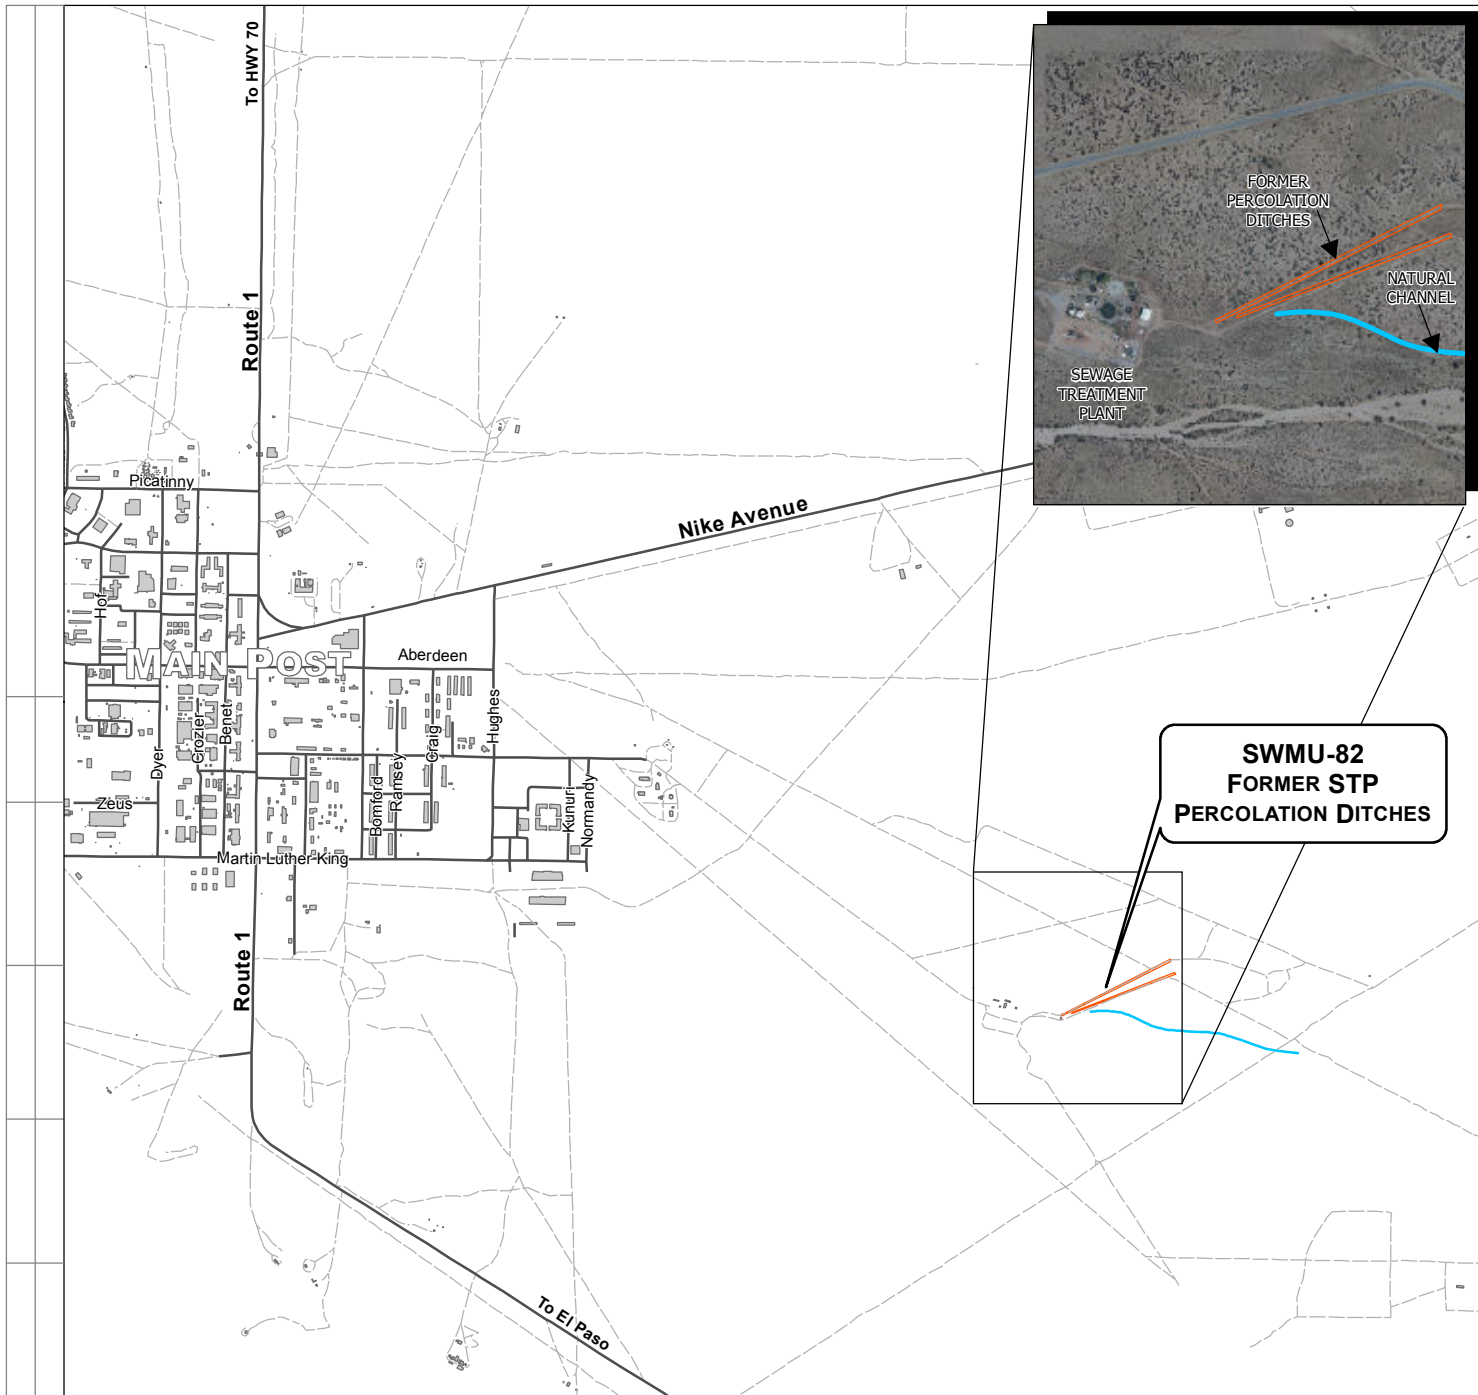 To HWY 70
Route 1
FORMER
PERCOLATION
DITCHES
NATURAL
CHANNEL
SEWAGE
TREATMENT
PLANT
Picatinny
Nike Avenue
Hof
MAIN POST
Aberdeen
Hughes
Benet
Crozier
Dyer
Craig
Ramsey
Bomford
Kunuri
Normandy
Zeus
Martin Luther King
SWMU-82
FORMER STP
PERCOLATION DITCHES
Route 1
To El Paso